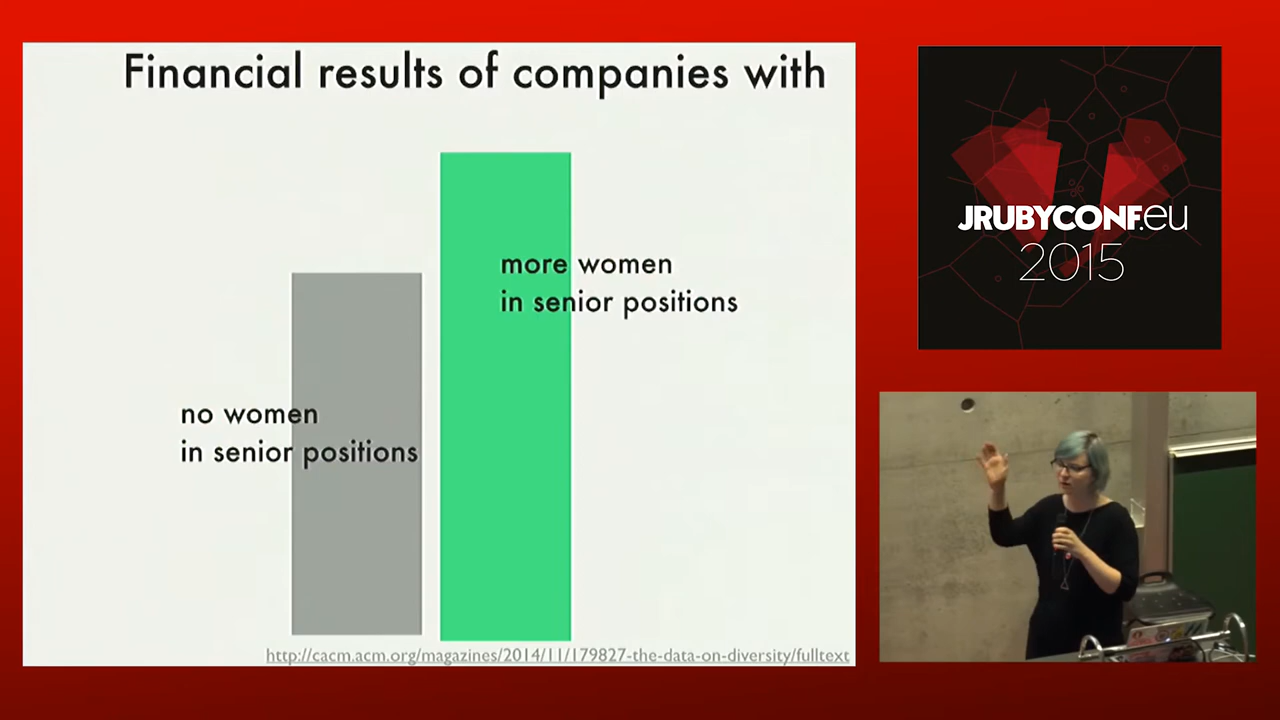 Financial results of companies with
more women
in senior positions
no women
in senior positions
http://cacm.acm.org/magazines/2014/11/179827-the-data-on-diversity/fulltext
JRUBYCONF.eu
2015